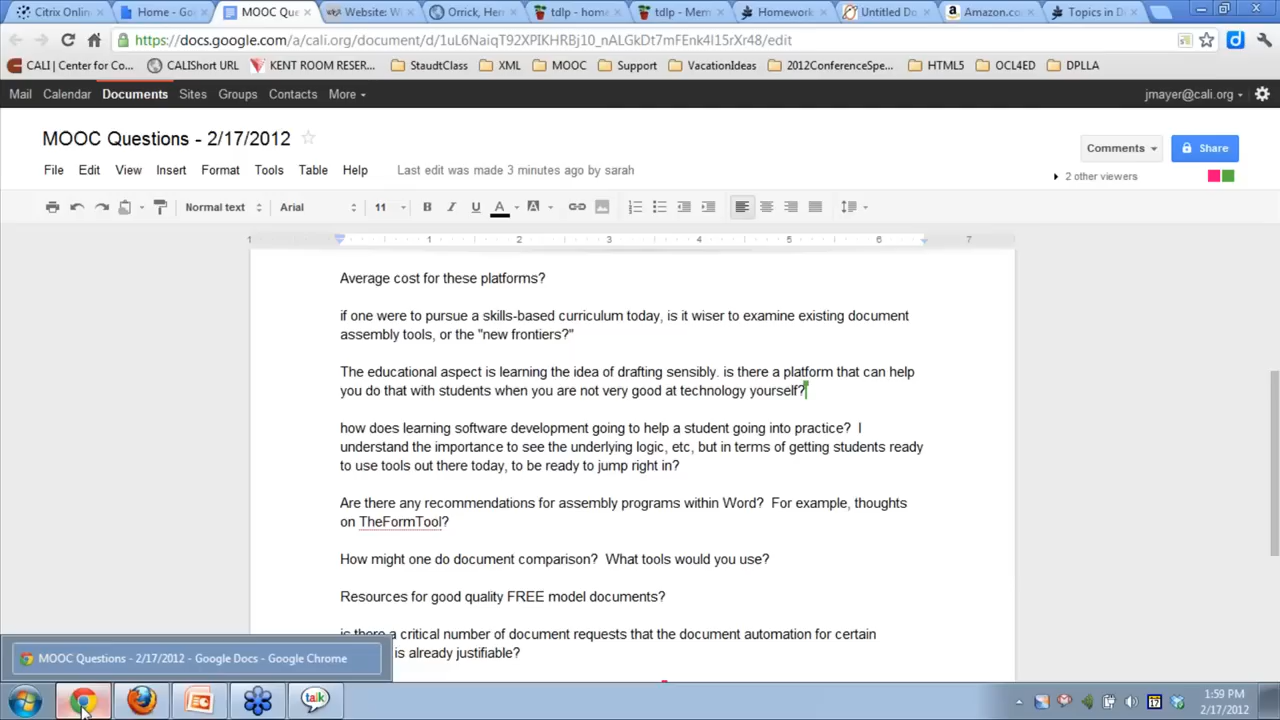 Citrix Onlin
Home - Go
MOOC Que
Website: Wi
Orrick, Her
tdlp - home
tdlp - Mem
Homework
Untitled Do
Amazon.co
Topics in D
https://docs.google.com/a/cali.org/document/d/1uL6NaiqT92XPIKHRBj10_nALGkDt7mFEnk4I15rXr48/edit
CALI | Center for Co...
CALIShort URL
KENT ROOM RESER...
StaudtClass
XML
MOOC
Support
VacationIdeas
2012ConferenceSpe...
HTML5
OCL4ED
DPLLA
Mail Calendar Documents Sites Groups Contacts More
jmayer@cali.org
MOOC Questions - 2/17/2012
Comments
Share
File Edit View Insert Format Tools Table Help
Last edit was made 3 minutes ago by sarah
2 other viewers
Normal text Arial 11 B I U A A
1 1 2 3 4 5 6 7
Average cost for these platforms?
if one were to pursue a skills-based curriculum today, is it wiser to examine existing document
assembly tools, or the "new frontiers?"
The educational aspect is learning the idea of drafting sensibly. is there a platform that can help
you do that with students when you are not very good at technology yourself?
how does learning software development going to help a student going into practice?  I
understand the importance to see the underlying logic, etc, but in terms of getting students ready
to use tools out there today, to be ready to jump right in?
Are there any recommendations for assembly programs within Word?  For example, thoughts
on TheFormTool?
How might one do document comparison?  What tools would you use?
Resources for good quality FREE model documents?
is there a critical number of document requests that the document automation for certain
is already justifiable?
MOOC Questions - 2/17/2012 - Google Docs - Google Chrome
talk
17
1:59 PM
2/17/2012